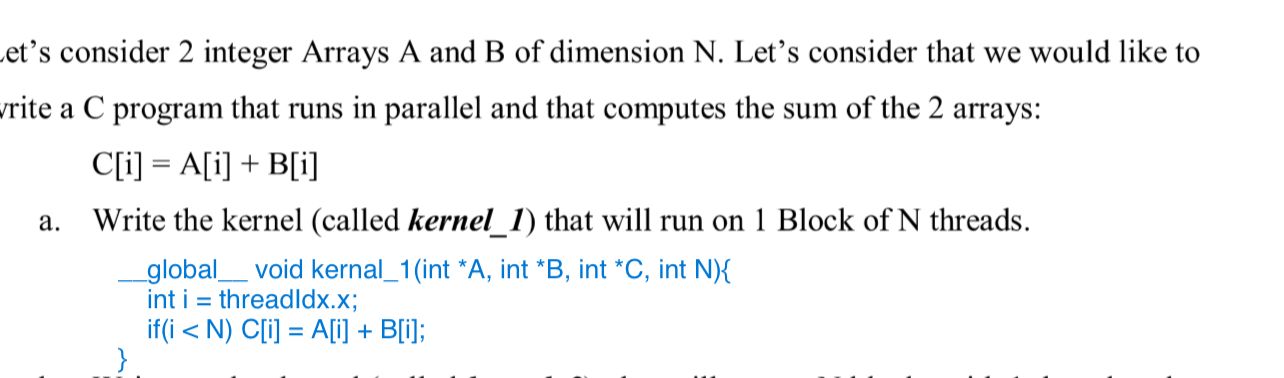 et's consider 2 integer Arrays A and B of dimension N. Let's consider that we would like to
rite a C program that runs in parallel and that computes the sum of the 2 arrays:
C[i] = A[i] + B[i]
a. Write the kernel (called kernel_1) that will run on 1 Block of N threads.
__global__ void kernal_1(int *A, int *B, int *C, int N){
int i = threadIdx.x;
if(i < N) C[i] = A[i] + B[i];
}